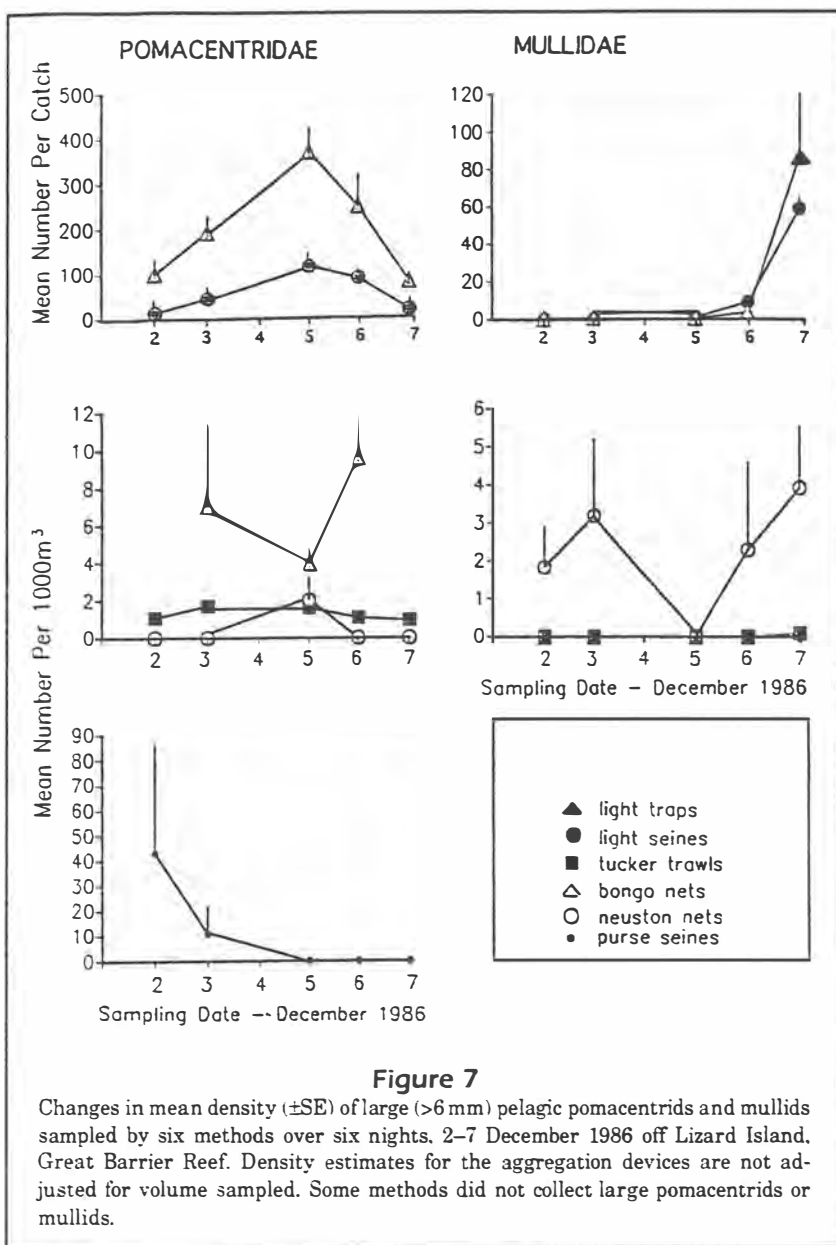 POMACENTRIDAE
MULLIDAE
Mean Number Per Catch
500
400
300
200
100
0
2 3 4 5 6 7
120
100
80
60
40
20
0
2 3 4 5 6 7
Mean Number Per 1000m³
12
10
8
6
4
2
0
2 3 4 5 6 7
6
5
4
3
2
1
0
2 3 4 5 6 7
Sampling Date – December 1986
90
80
70
60
50
40
30
20
10
0
2 3 4 5 6 7
Sampling Date -- December 1986
light traps
light seines
tucker trawls
bongo nets
neuston nets
purse seines
Figure 7
Changes in mean density (±SE) of large (>6 mm) pelagic pomacentrids and mullids
sampled by six methods over six nights, 2–7 December 1986 off Lizard Island,
Great Barrier Reef. Density estimates for the aggregation devices are not ad-
justed for volume sampled. Some methods did not collect large pomacentrids or
mullids.